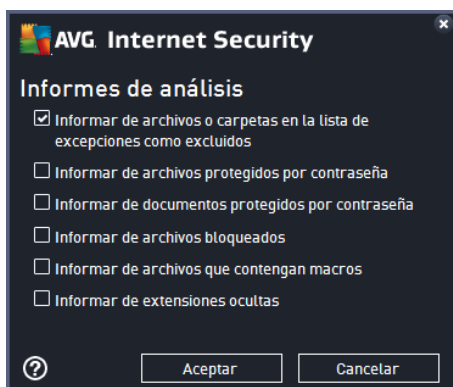 AVG. Internet Security
Informes de análisis
Informar de archivos o carpetas en la lista de
excepciones como excluidos
Informar de archivos protegidos por contraseña
Informar de documentos protegidos por contraseña
Informar de archivos bloqueados
Informar de archivos que contengan macros
Informar de extensiones ocultas
?
Aceptar
Cancelar